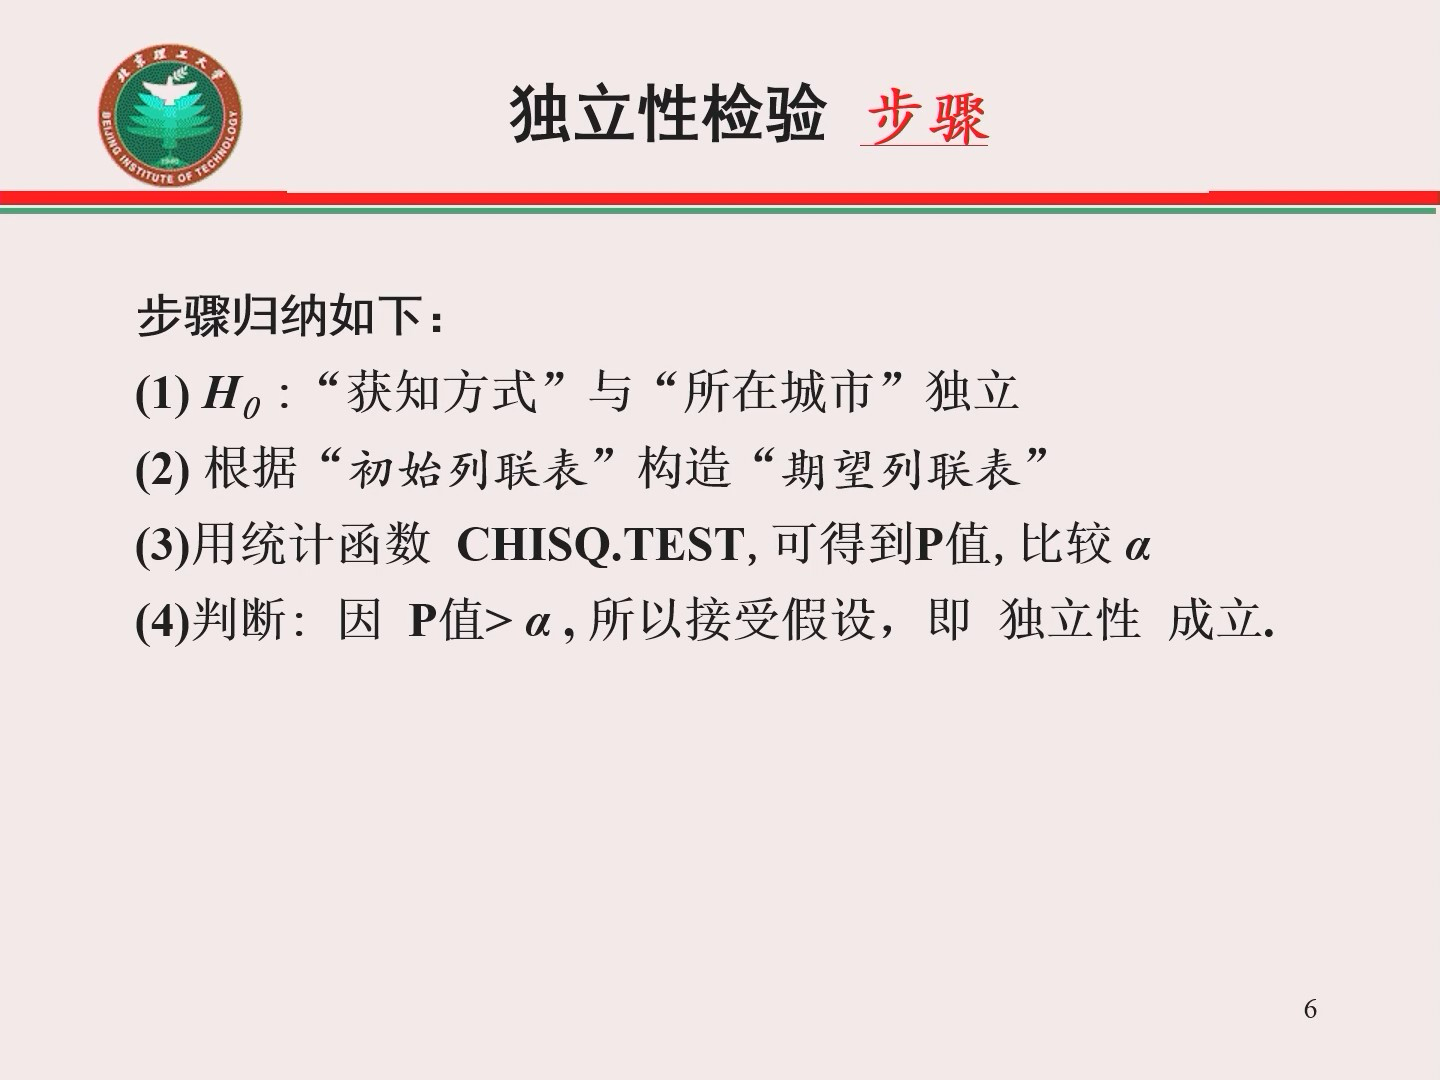 北京理工大学
BEIJING INSTITUTE OF TECHNOLOGY
1940
独立性检验 步骤
步骤归纳如下：
(1) H0：“获知方式”与“所在城市”独立
(2) 根据“初始列联表”构造“期望列联表”
(3)用统计函数 CHISQ.TEST, 可得到P值, 比较 α
(4)判断: 因 P值> α , 所以接受假设，即 独立性 成立.
6